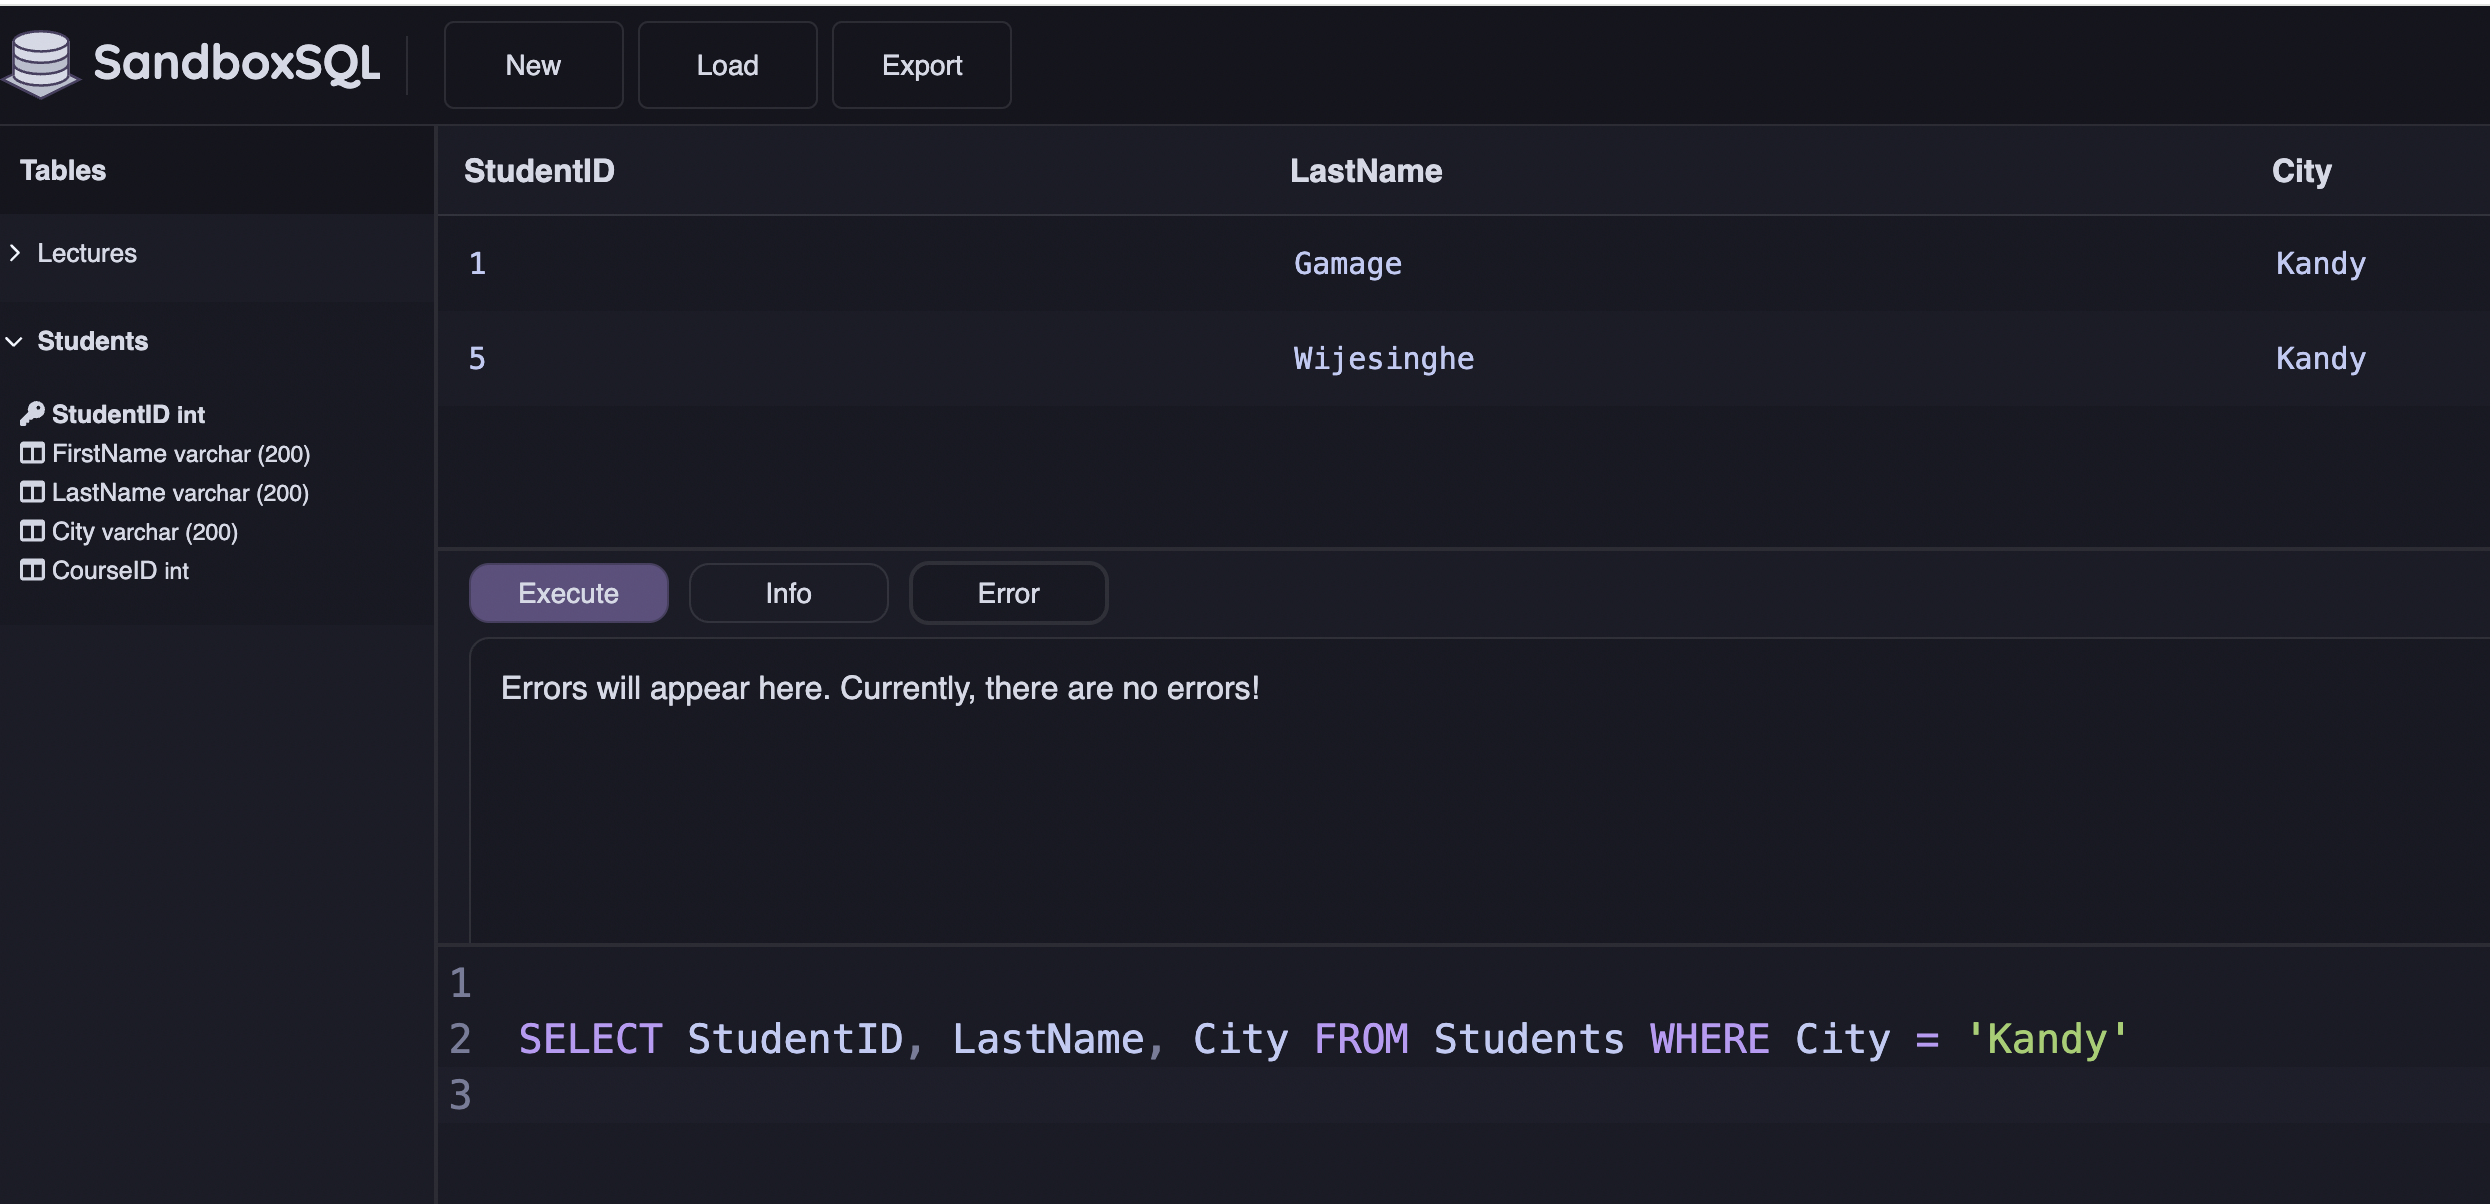 SandboxSQL New Load Export
Tables
Lectures
Students
StudentID int
FirstName varchar (200)
LastName varchar (200)
City varchar (200)
CourseID int
StudentID LastName City
1 Gamage Kandy
5 Wijesinghe Kandy
Execute Info Error
Errors will appear here. Currently, there are no errors!
1
2 SELECT StudentID, LastName, City FROM Students WHERE City = 'Kandy'
3